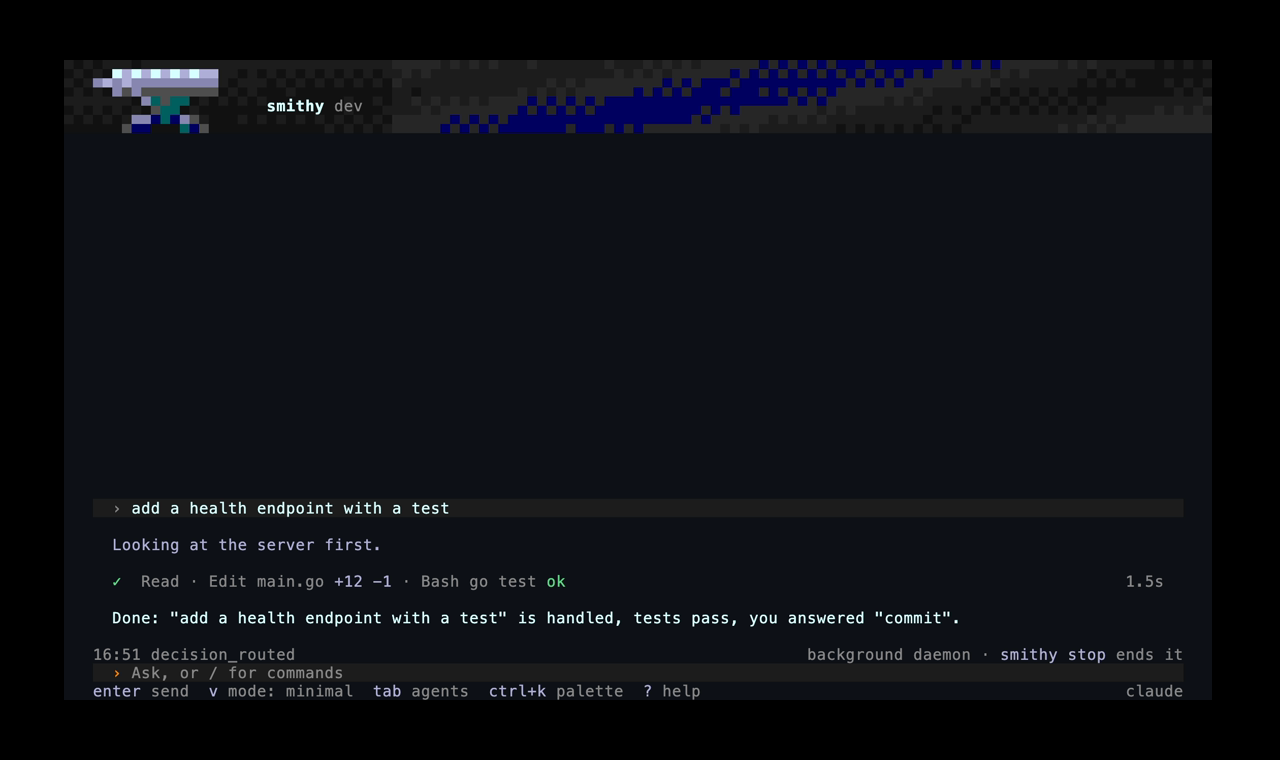 smithy dev
› add a health endpoint with a test
Looking at the server first.
✓ Read · Edit main.go +12 −1 · Bash go test ok 1.5s
Done: "add a health endpoint with a test" is handled, tests pass, you answered "commit".
16:51 decision_routed background daemon · smithy stop ends it
› Ask, or / for commands
enter send v mode: minimal tab agents ctrl+k palette ? help claude